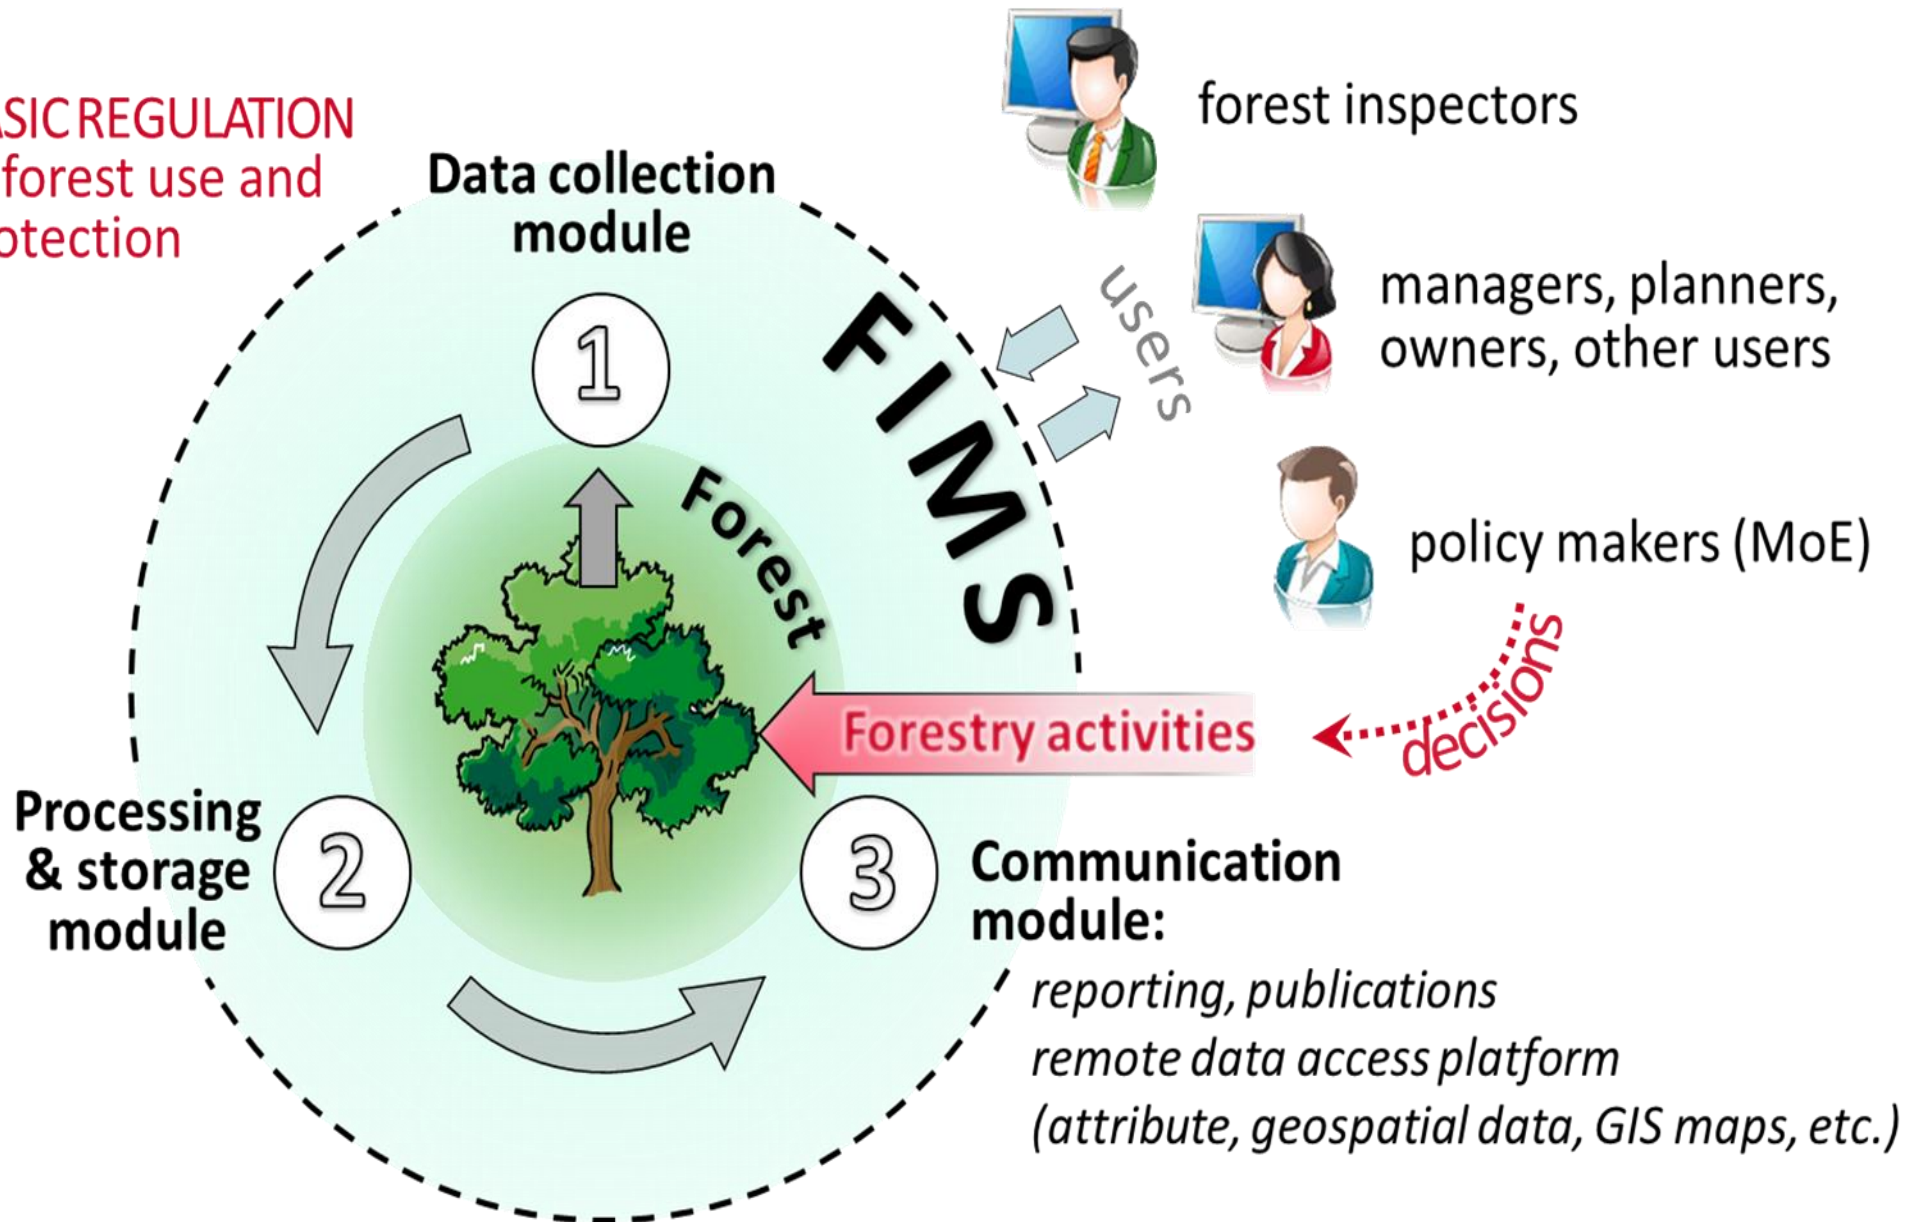 ASIC REGULATION
forest use and
otection
Data collection
module
1
FIMS
Forest
users
forest inspectors
managers, planners,
owners, other users
policy makers (MoE)
decisions
Forestry activities
Processing
& storage
module
2
3
Communication
module:
reporting, publications
remote data access platform
(attribute, geospatial data, GIS maps, etc.)